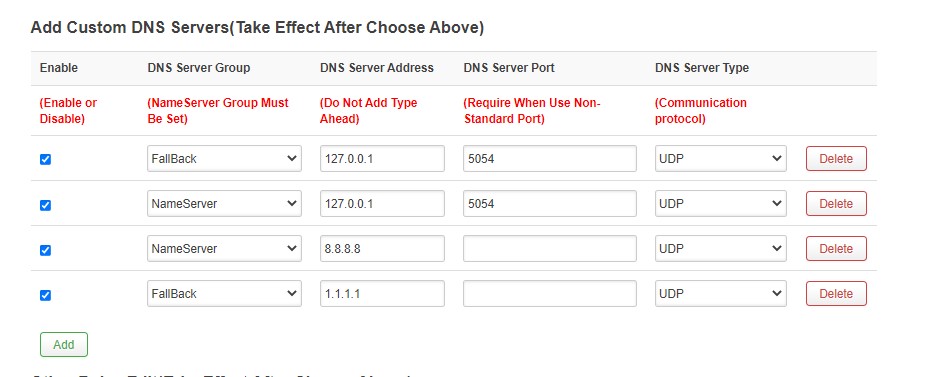 Add Custom DNS Servers(Take Effect After Choose Above)
Enable DNS Server Group DNS Server Address DNS Server Port DNS Server Type
(Enable or Disable) (NameServer Group Must Be Set) (Do Not Add Type Ahead) (Require When Use Non-Standard Port) (Communication protocol)
FallBack 127.0.0.1 5054 UDP Delete
NameServer 127.0.0.1 5054 UDP Delete
NameServer 8.8.8.8 UDP Delete
FallBack 1.1.1.1 UDP Delete
Add